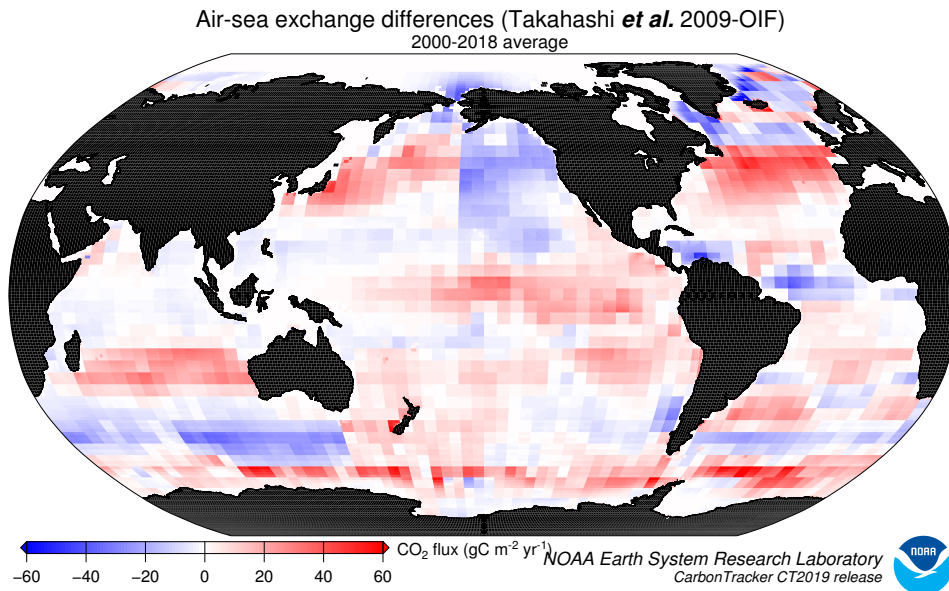 Air-sea exchange differences (Takahashi et al. 2009-OIF)
2000-2018 average
−60 −40 −20 0 20 40 60
CO₂ flux (gC m⁻² yr⁻¹)
NOAA Earth System Research Laboratory
CarbonTracker CT2019 release
NOAA